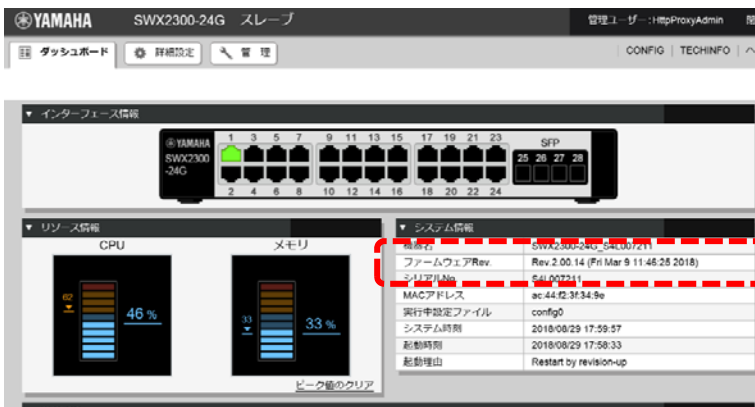 YAMAHA SWX2300-24G スレーブ 管理ユーザー:HttpProxyAdmin
ダッシュボード 詳細設定 管 理 CONFIG | TECHINFO |
▼ インターフェース情報
1 3 5 7 9 11 13 15 17 19 21 23 SFP
YAMAHA
SWX2300
-24G
25 26 27 28
2 4 6 8 10 12 14 16 18 20 22 24
▼ リソース情報
CPU メモリ
62
46 %
33
33 %
ピーク値のクリア
▼ システム情報
機器名 SWX2300-24G_S4L007211
ファームウェアRev. Rev.2.00.14 (Fri Mar 9 11:46:25 2018)
シリアルNo. S4L007211
MACアドレス ac:44:f2:3f:34:9e
実行中設定ファイル config0
システム時刻 2018/08/29 17:59:57
起動時刻 2018/08/29 17:58:33
起動理由 Restart by revision-up